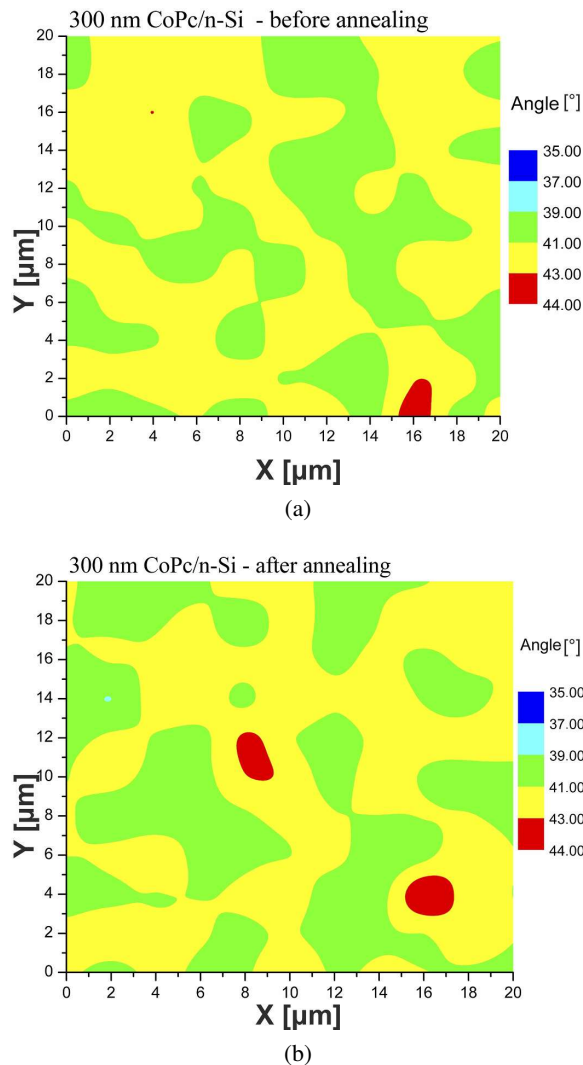 300 nm CoPc/n-Si - before annealing
Angle [°]
35.00
37.00
39.00
41.00
43.00
44.00
Y [µm]
20
18
16
14
12
10
8
6
4
2
0
0 2 4 6 8 10 12 14 16 18 20
X [µm]
(a)
300 nm CoPc/n-Si - after annealing
Angle [°]
35.00
37.00
39.00
41.00
43.00
44.00
Y [µm]
20
18
16
14
12
10
8
6
4
2
0
0 2 4 6 8 10 12 14 16 18 20
X [µm]
(b)